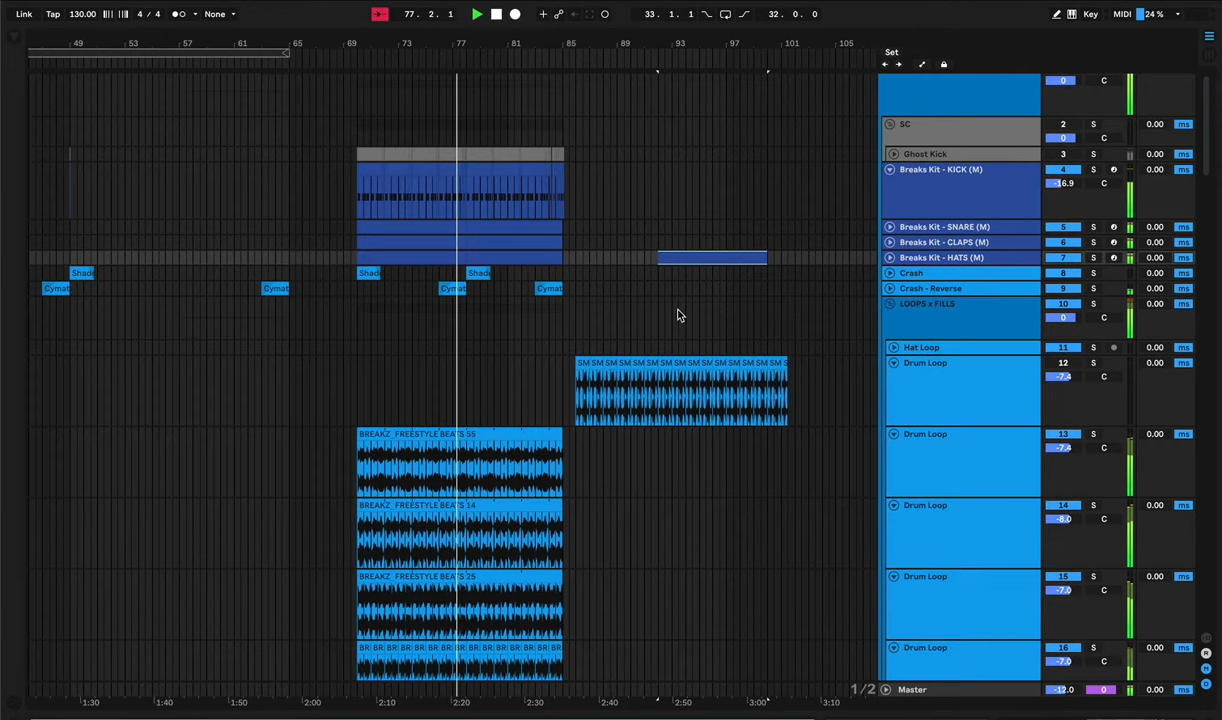 Link Tap 130.00 4 / 4 None 77. 2. 1 33. 1. 1 32. 0. 0 Key MIDI 24 %
49 53 57 61 65 69 73 77 81 85 89 93 97 101 105
Set
0 C
SC 2 S 0.00 ms
0 C
Ghost Kick 3 S 0.00 ms
Breaks Kit - KICK (M) 4 S 0.00 ms
-16.9 C
Breaks Kit - SNARE (M) 5 S 0.00 ms
Breaks Kit - CLAPS (M) 6 S 0.00 ms
Breaks Kit - HATS (M) 7 S 0.00 ms
Shade Shade Shade Crash 8 S 0.00 ms
Cymat Cymat Cymat Cymat Crash - Reverse 9 S 0.00 ms
LOOPS x FILLS 10 S 0.00 ms
0 C
Hat Loop 11 S 0.00 ms
SM SM SM SM SM SM SM SM SM SM SM SM SM SM SM S Drum Loop 12 S 0.00 ms
-7.4 C
BREAKZ_FREESTYLE BEATS 55 Drum Loop 13 S 0.00 ms
-7.4 C
BREAKZ_FREESTYLE BEATS 14 Drum Loop 14 S 0.00 ms
-8.0 C
BREAKZ_FREESTYLE BEATS 25 Drum Loop 15 S 0.00 ms
-7.0 C
BR BR BR BR BR BR BR BR BR BR BR BR BR BR BR Drum Loop 16 S 0.00 ms
-7.0 C
1/2 Master -12.0 0
1:30 1:50 2:00 2:10 2:20 2:30 2:40 2:50 3:00 3:10